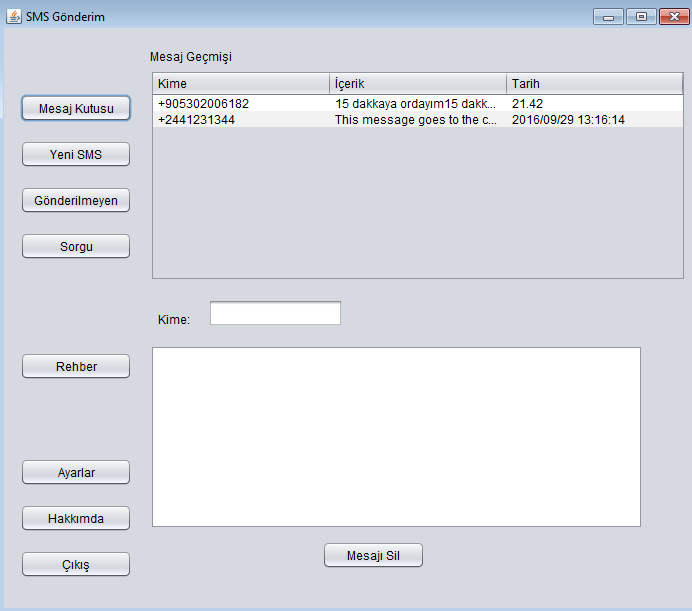 SMS Gönderim
Mesaj Geçmişi
Kime İçerik Tarih
+905302006182 15 dakkaya ordayım15 dakk... 21.42
+2441231344 This message goes to the c... 2016/09/29 13:16:14
Mesaj Kutusu
Yeni SMS
Gönderilmeyen
Sorgu
Kime:
Rehber
Ayarlar
Hakkımda
Çıkış
Mesajı Sil